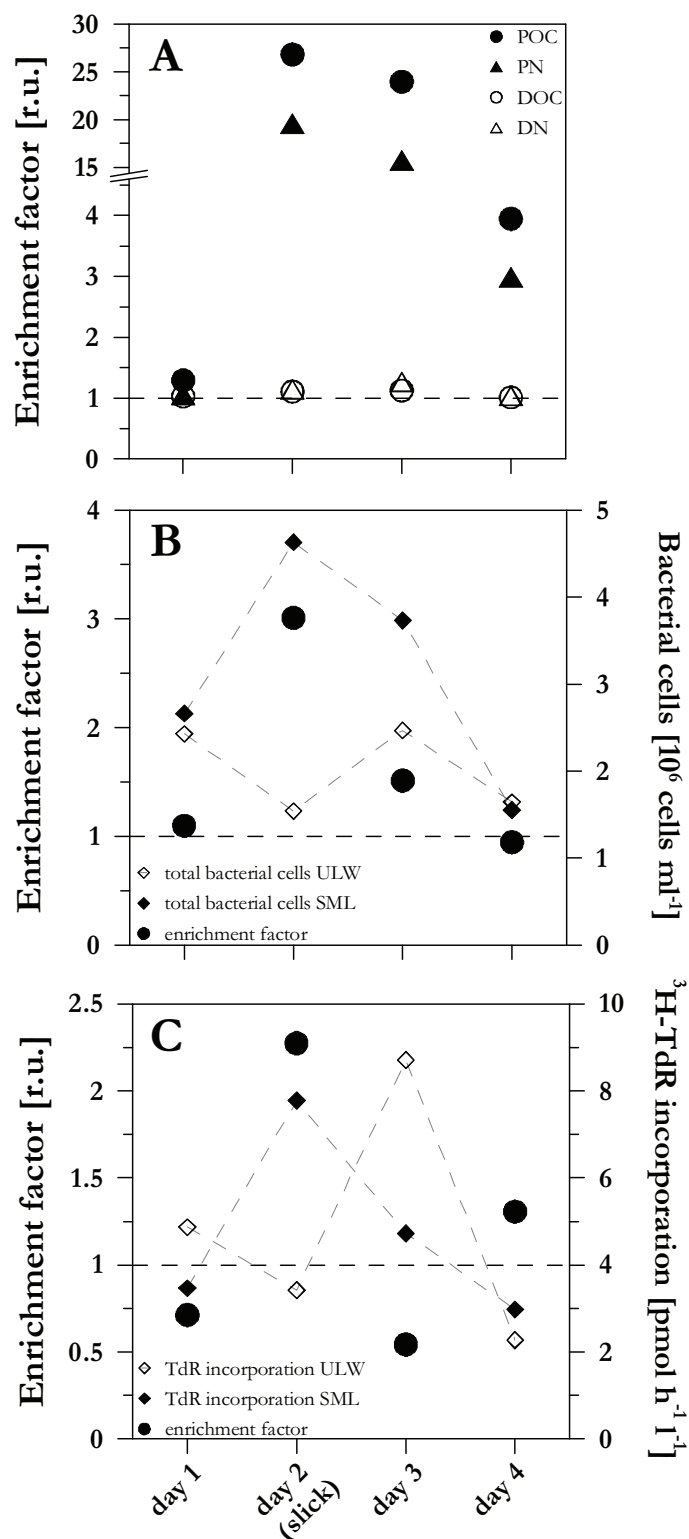 A
Enrichment factor [r.u.]
30
25
20
15
4
3
2
1
0
POC
PN
DOC
DN
B
Enrichment factor [r.u.]
4
3
2
1
0
Bacterial cells [10⁶ cells ml⁻¹]
5
4
3
2
1
0
total bacterial cells ULW
total bacterial cells SML
enrichment factor
C
Enrichment factor [r.u.]
2.5
2
1.5
1
0.5
0
³H-TdR incorporation [pmol h⁻¹ l⁻¹]
10
8
6
4
2
0
TdR incorporation ULW
TdR incorporation SML
enrichment factor
day 1
day 2
(slick)
day 3
day 4